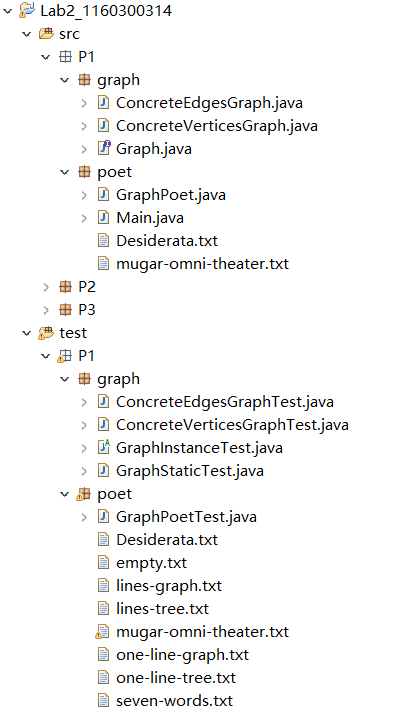 Lab2_1160300314
src
P1
graph
ConcreteEdgesGraph.java
ConcreteVerticesGraph.java
Graph.java
poet
GraphPoet.java
Main.java
Desiderata.txt
mugar-omni-theater.txt
P2
P3
test
P1
graph
ConcreteEdgesGraphTest.java
ConcreteVerticesGraphTest.java
GraphInstanceTest.java
GraphStaticTest.java
poet
GraphPoetTest.java
Desiderata.txt
empty.txt
lines-graph.txt
lines-tree.txt
mugar-omni-theater.txt
one-line-graph.txt
one-line-tree.txt
seven-words.txt